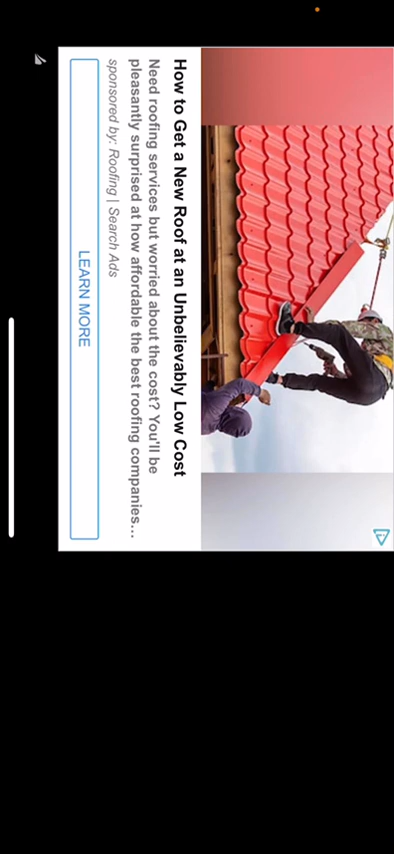 How to Get a New Roof at an Unbelievably Low Cost
Need roofing services but worried about the cost? You'll be
pleasantly surprised at how affordable the best roofing companies...
sponsored by: Roofing | Search Ads
LEARN MORE